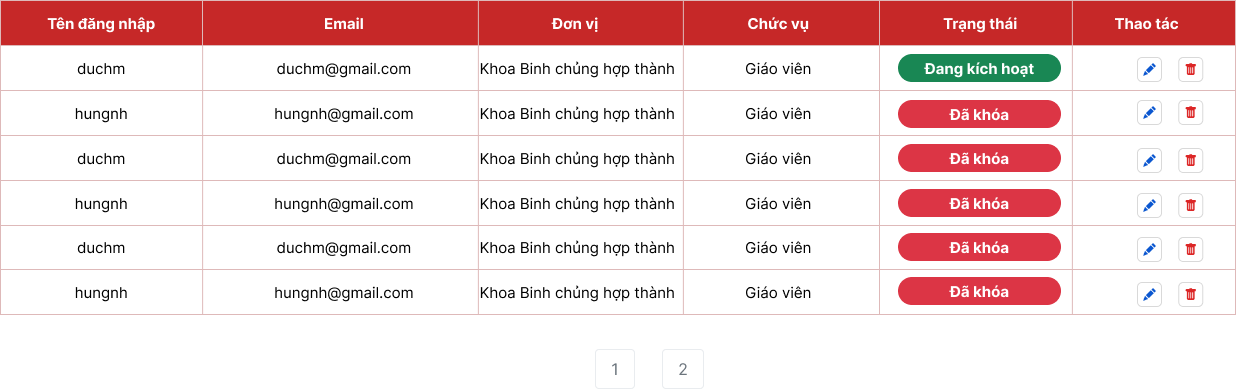 Tên đăng nhập Email Đơn vị Chức vụ Trạng thái Thao tác
duchm duchm@gmail.com Khoa Binh chủng hợp thành Giáo viên Đang kích hoạt
hungnh hungnh@gmail.com Khoa Binh chủng hợp thành Giáo viên Đã khóa
duchm duchm@gmail.com Khoa Binh chủng hợp thành Giáo viên Đã khóa
hungnh hungnh@gmail.com Khoa Binh chủng hợp thành Giáo viên Đã khóa
duchm duchm@gmail.com Khoa Binh chủng hợp thành Giáo viên Đã khóa
hungnh hungnh@gmail.com Khoa Binh chủng hợp thành Giáo viên Đã khóa
1 2